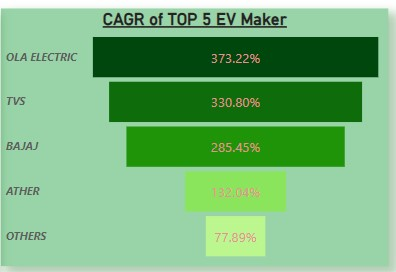 CAGR of TOP 5 EV Maker
OLA ELECTRIC 373.22%
TVS 330.80%
BAJAJ 285.45%
ATHER 132.04%
OTHERS 77.89%